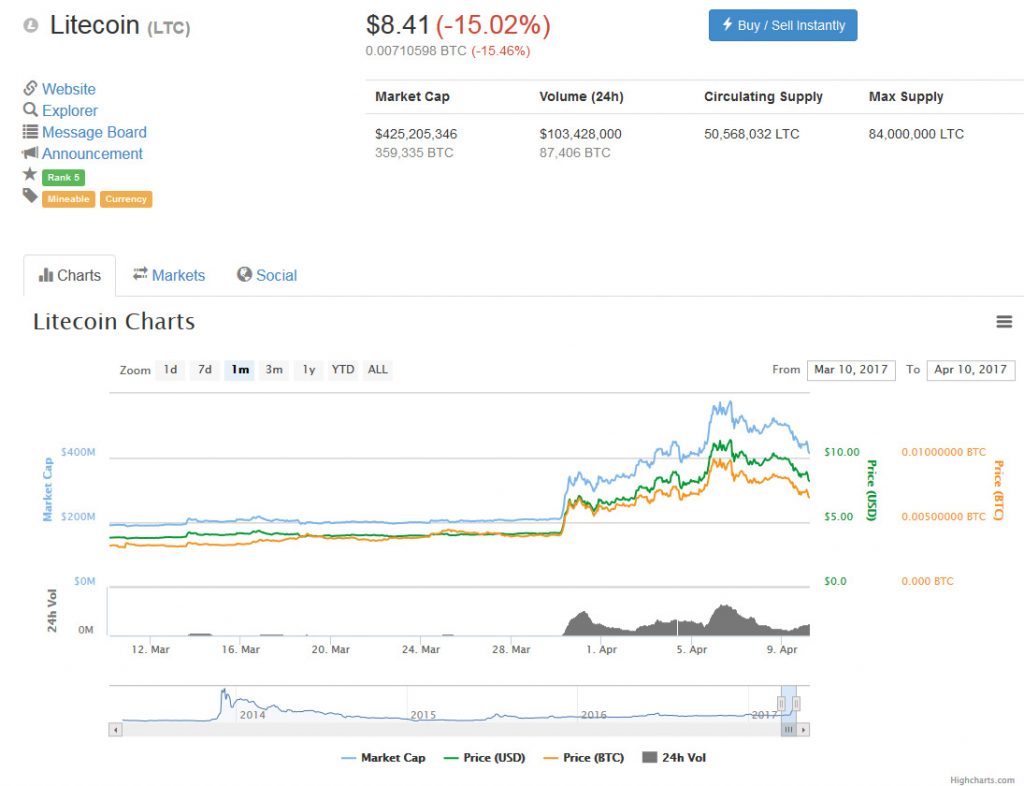 Litecoin (LTC)
$8.41 (-15.02%)
0.00710598 BTC (-15.46%)
Buy / Sell Instantly
Website
Explorer
Message Board
Announcement
Rank 5
Mineable Currency
Market Cap Volume (24h) Circulating Supply Max Supply
$425,205,346 $103,428,000 50,568,032 LTC 84,000,000 LTC
359,335 BTC 87,406 BTC
Charts Markets Social
Litecoin Charts
Zoom 1d 7d 1m 3m 1y YTD ALL
From Mar 10, 2017 To Apr 10, 2017
$400M $10.00 0.01000000 BTC
Market Cap Price (USD) Price (BTC)
$200M $5.00 0.00500000 BTC
$0M $0.0 0.000 BTC
24h Vol
0M
12. Mar 16. Mar 20. Mar 24. Mar 28. Mar 1. Apr 5. Apr 9. Apr
2014 2015 2016 2017
Market Cap Price (USD) Price (BTC) 24h Vol
Highcharts.com